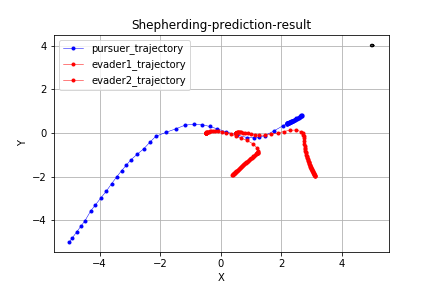 Shepherding-prediction-result
pursuer_trajectory
evader1_trajectory
evader2_trajectory
4
2
0
−2
−4
Y
−4 −2 0 2 4
X